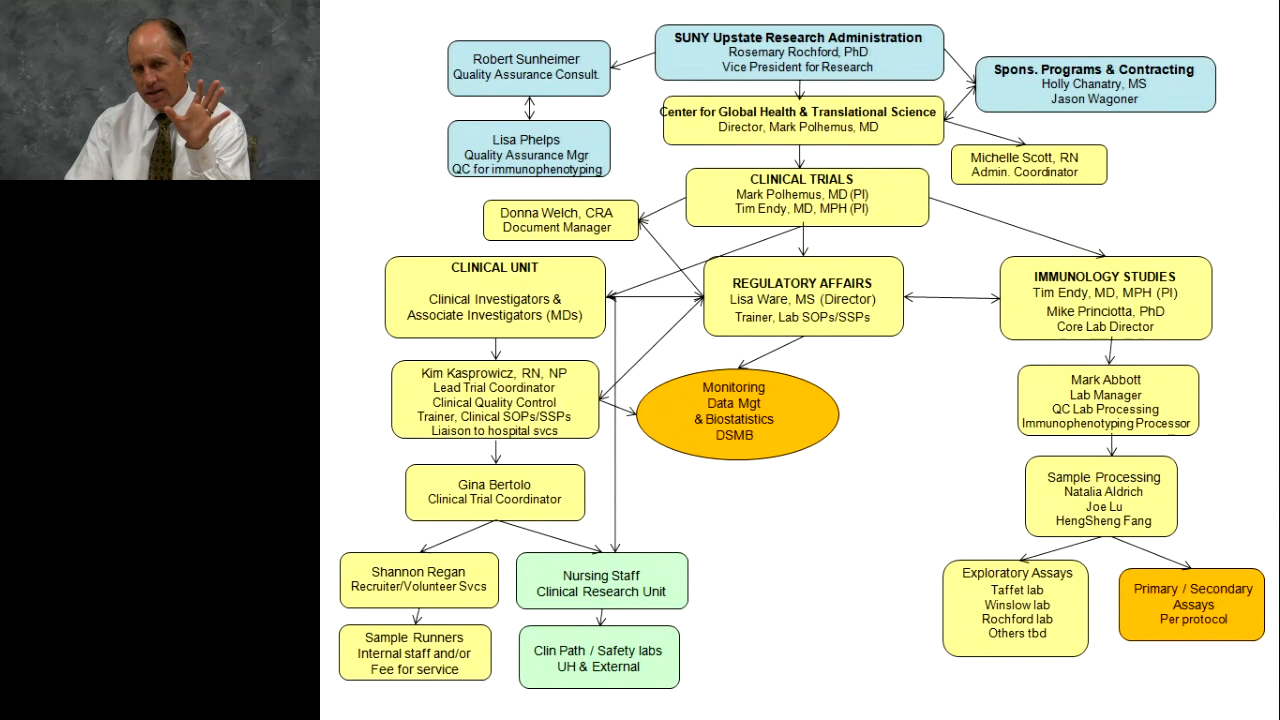 SUNY Upstate Research Administration
Rosemary Rochford, PhD
Vice President for Research
Robert Sunheimer
Quality Assurance Consult.
Spons. Programs & Contracting
Holly Chanatry, MS
Jason Wagoner
Center for Global Health & Translational Science
Director, Mark Polhemus, MD
Lisa Phelps
Quality Assurance Mgr
QC for immunophenotyping
Michelle Scott, RN
Admin. Coordinator
CLINICAL TRIALS
Mark Polhemus, MD (PI)
Tim Endy, MD, MPH (PI)
Donna Welch, CRA
Document Manager
CLINICAL UNIT
Clinical Investigators &
Associate Investigators (MDs)
REGULATORY AFFAIRS
Lisa Ware, MS (Director)
Trainer, Lab SOPs/SSPs
IMMUNOLOGY STUDIES
Tim Endy, MD, MPH (PI)
Mike Princiotta, PhD
Core Lab Director
Kim Kasprowicz, RN, NP
Lead Trial Coordinator
Clinical Quality Control
Trainer, Clinical SOPs/SSPs
Liaison to hospital svcs
Monitoring
Data Mgt
& Biostatistics
DSMB
Mark Abbott
Lab Manager
QC Lab Processing
Immunophenotyping Processor
Gina Bertolo
Clinical Trial Coordinator
Sample Processing
Natalia Aldrich
Joe Lu
HengSheng Fang
Shannon Regan
Recruiter/Volunteer Svcs
Nursing Staff
Clinical Research Unit
Exploratory Assays
Taffet lab
Winslow lab
Rochford lab
Others tbd
Primary / Secondary
Assays
Per protocol
Sample Runners
Internal staff and/or
Fee for service
Clin Path / Safety labs
UH & External